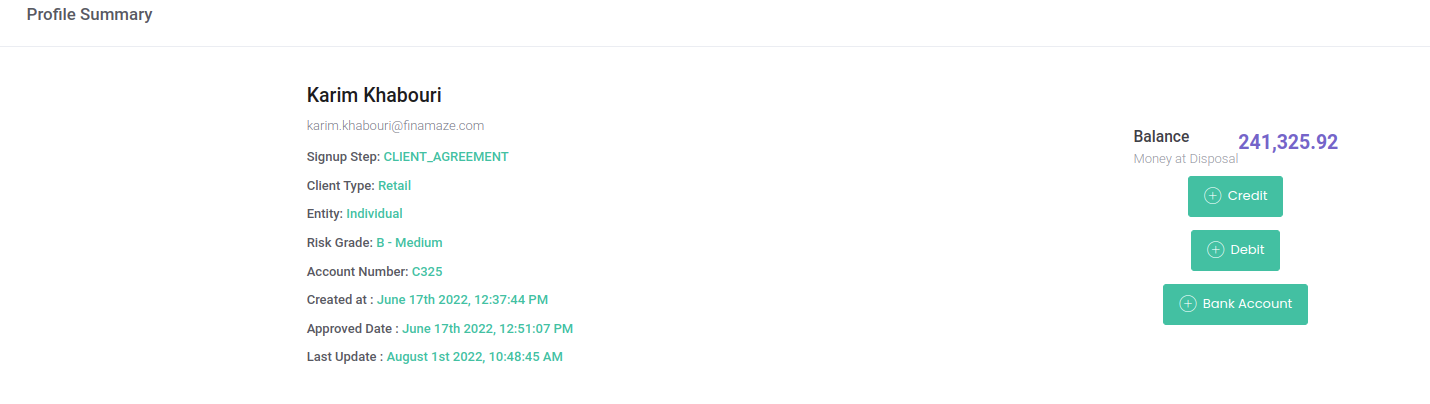 Profile Summary
Karim Khabouri
karim.khabouri@finamaze.com
Signup Step: CLIENT_AGREEMENT
Client Type: Retail
Entity: Individual
Risk Grade: B - Medium
Account Number: C325
Created at : June 17th 2022, 12:37:44 PM
Approved Date : June 17th 2022, 12:51:07 PM
Last Update : August 1st 2022, 10:48:45 AM
Balance 241,325.92
Money at Disposal
Credit
Debit
Bank Account